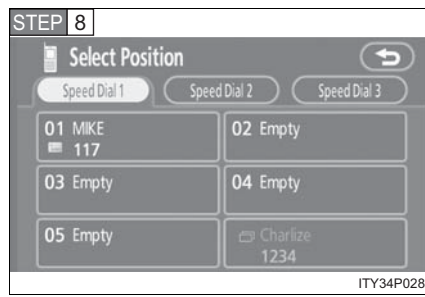 STEP 8
Select Position
Speed Dial 1 Speed Dial 2 Speed Dial 3
01 MIKE
117
02 Empty
03 Empty
04 Empty
05 Empty
Charlize
1234
ITY34P028